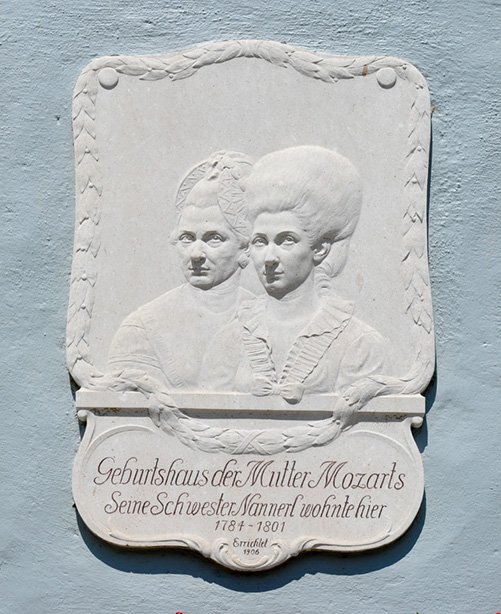 Geburtshaus der Mutter Mozarts
Seine Schwester Nannerl wohnte hier
1784-1801
Errichtet
1906